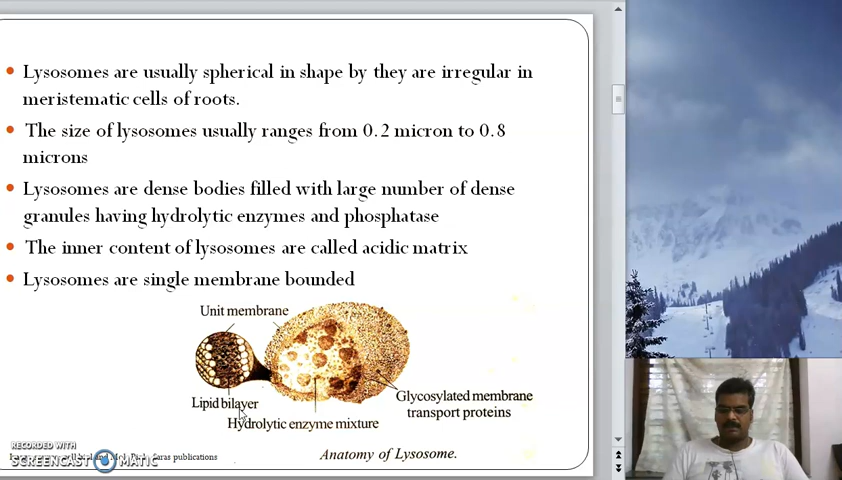 Lysosomes are usually spherical in shape by they are irregular in
meristematic cells of roots.
The size of lysosomes usually ranges from 0.2 micron to 0.8
microns
Lysosomes are dense bodies filled with large number of dense
granules having hydrolytic enzymes and phosphatase
The inner content of lysosomes are called acidic matrix
Lysosomes are single membrane bounded
Unit membrane
Lipid bilayer
Glycosylated membrane
transport proteins
Hydrolytic enzyme mixture
Anatomy of Lysosome.
RECORDED WITH
SCREENCAST MATIC
publications